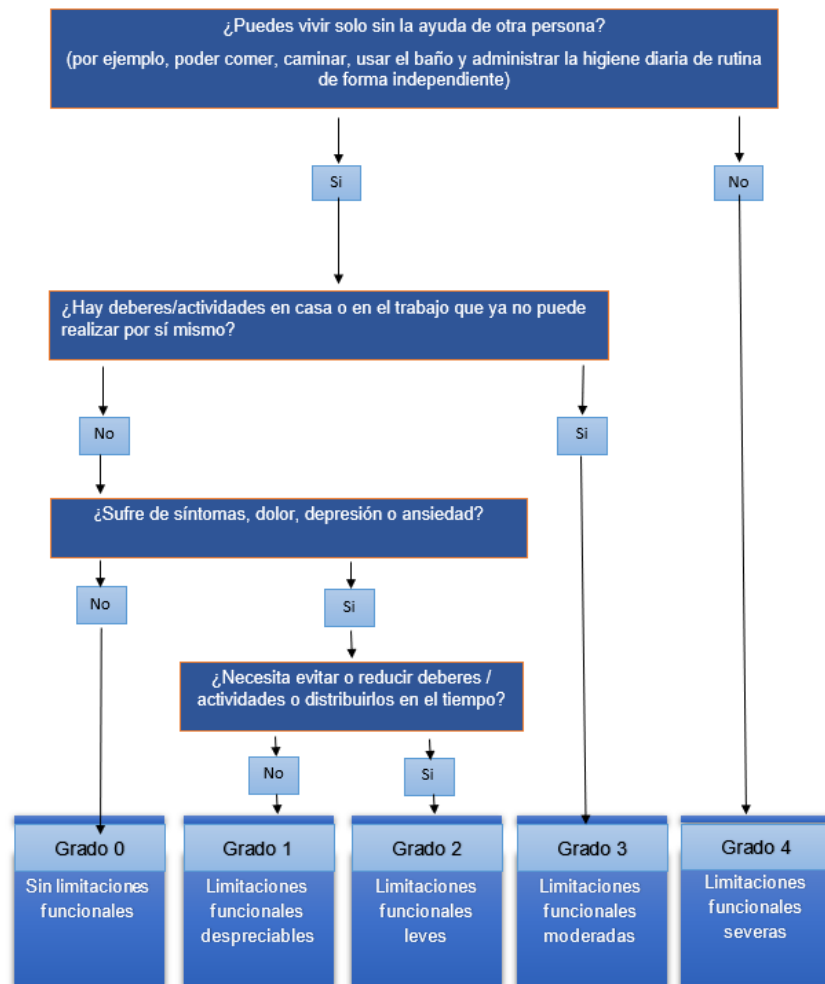 ¿Puedes vivir solo sin la ayuda de otra persona?
(por ejemplo, poder comer, caminar, usar el baño y administrar la higiene diaria de rutina
de forma independiente)
Si
No
¿Hay deberes/actividades en casa o en el trabajo que ya no puede
realizar por sí mismo?
No
Si
¿Sufre de síntomas, dolor, depresión o ansiedad?
No
Si
¿Necesita evitar o reducir deberes /
actividades o distribuirlos en el tiempo?
No
Si
Grado 0
Sin limitaciones
funcionales
Grado 1
Limitaciones
funcionales
despreciables
Grado 2
Limitaciones
funcionales
leves
Grado 3
Limitaciones
funcionales
moderadas
Grado 4
Limitaciones
funcionales
severas